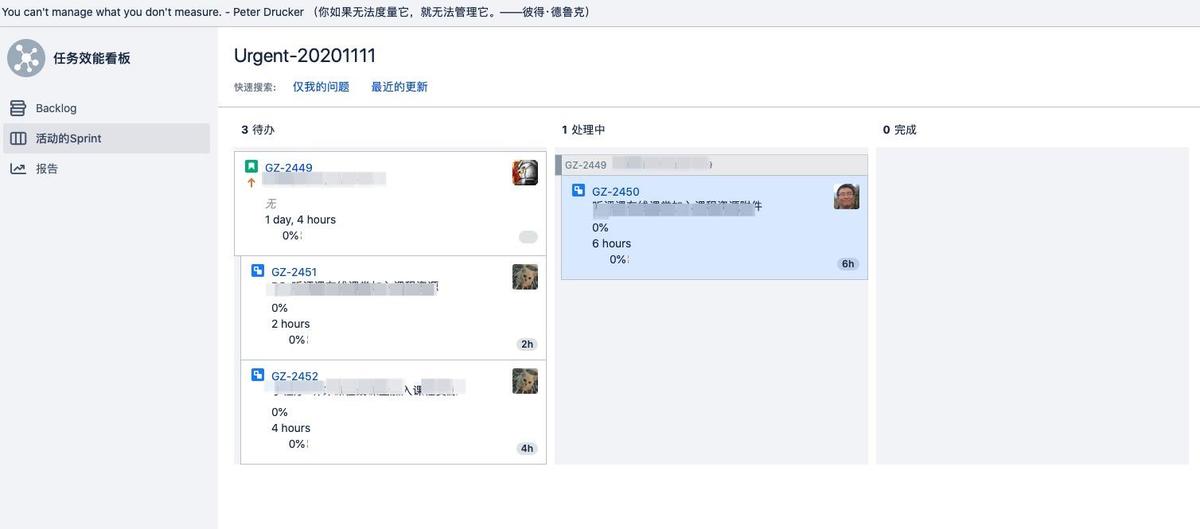 You can't manage what you don't measure. - Peter Drucker （你如果无法度量它，就无法管理它。——彼得·德鲁克）
任务效能看板
Backlog
活动的Sprint
报告
Urgent-20201111
快速搜索:
仅我的问题
最近的更新
3 待办
GZ-2449
无
1 day, 4 hours
0%
GZ-2451
0%
2 hours
0%
2h
GZ-2452
0%
4 hours
0%
4h
1 处理中
GZ-2449
GZ-2450
0%
6 hours
0%
6h
0 完成